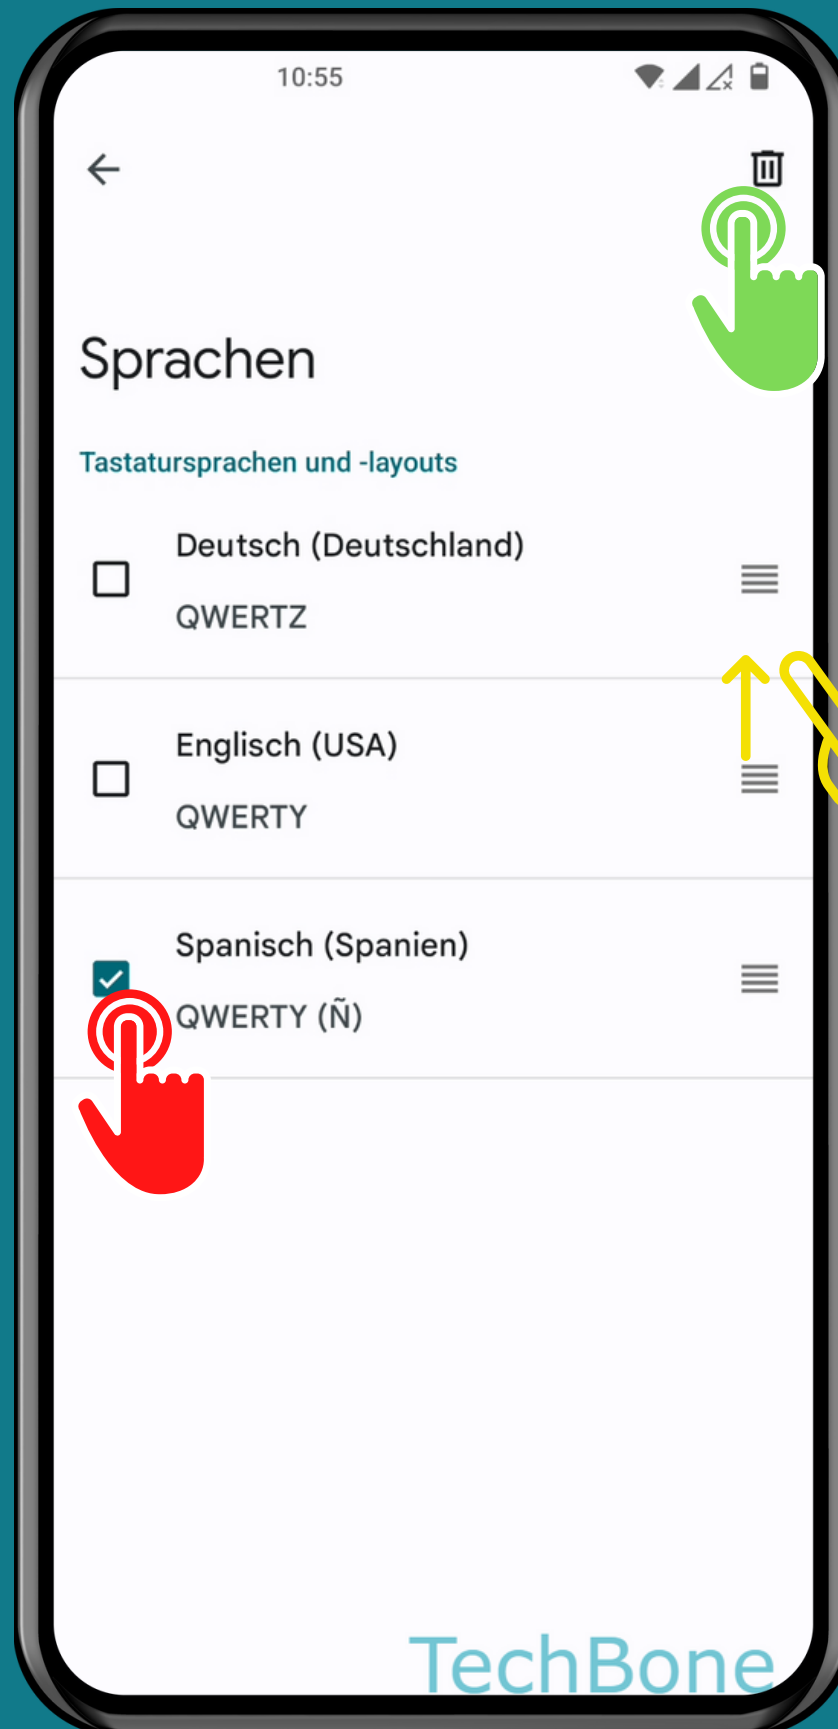 10:55
Sprachen
Tastatursprachen und -layouts
Deutsch (Deutschland)
QWERTZ
Englisch (USA)
QWERTY
Spanisch (Spanien)
QWERTY (Ñ)
TechBone